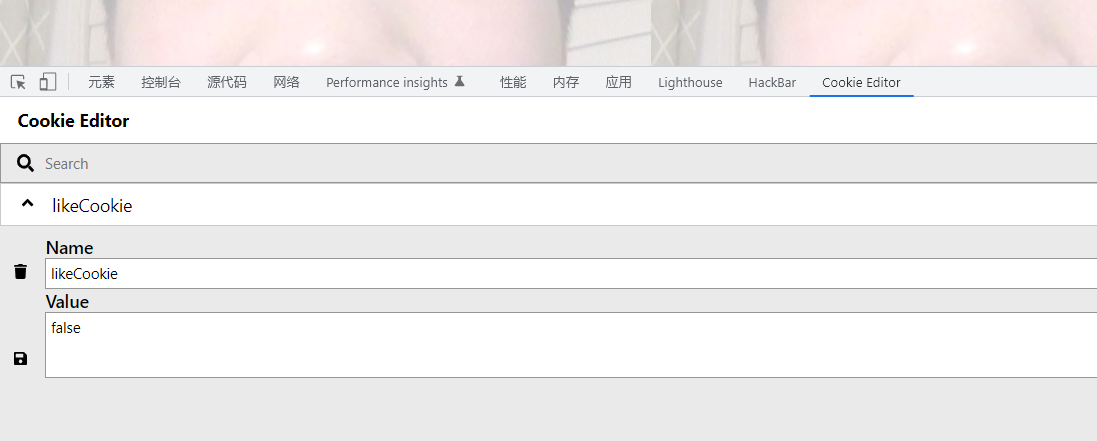 元素 控制台 源代码 网络 Performance insights 性能 内存 应用 Lighthouse HackBar Cookie Editor
Cookie Editor
Search
likeCookie
Name
likeCookie
Value
false